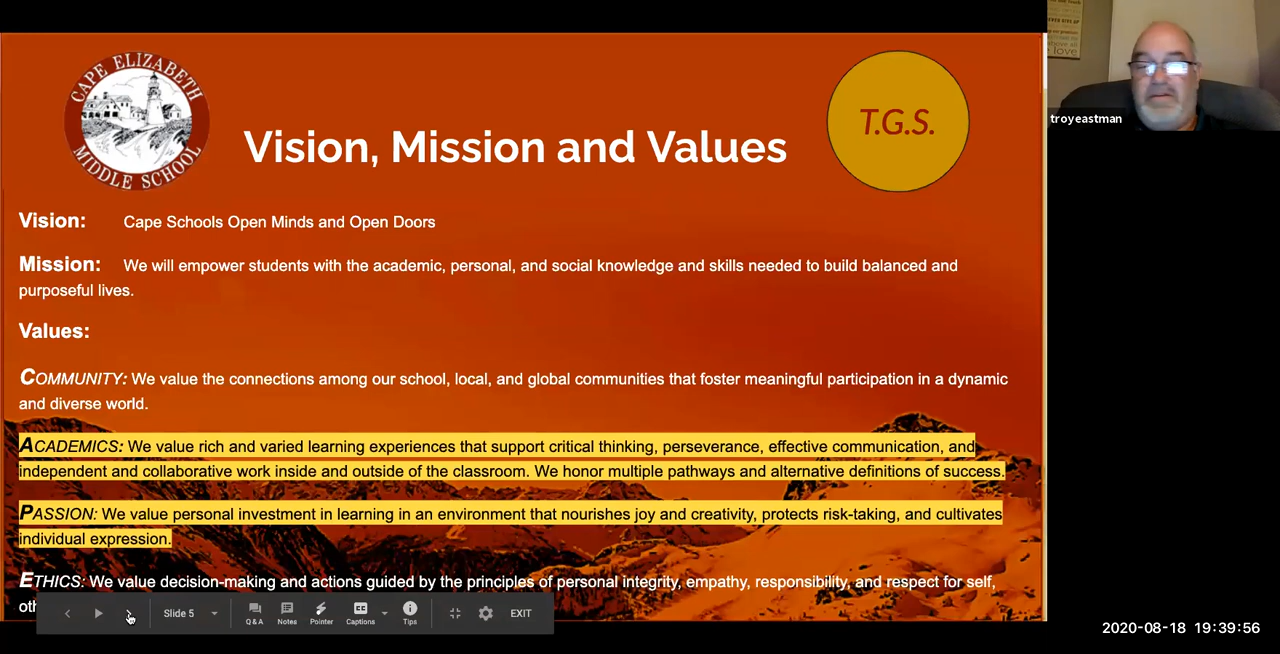 CAPE ELIZABETH
MIDDLE SCHOOL
Vision, Mission and Values
T.G.S.
troyeastman
Vision: Cape Schools Open Minds and Open Doors
Mission: We will empower students with the academic, personal, and social knowledge and skills needed to build balanced and
purposeful lives.
Values:
COMMUNITY: We value the connections among our school, local, and global communities that foster meaningful participation in a dynamic
and diverse world.
ACADEMICS: We value rich and varied learning experiences that support critical thinking, perseverance, effective communication, and
independent and collaborative work inside and outside of the classroom. We honor multiple pathways and alternative definitions of success.
PASSION: We value personal investment in learning in an environment that nourishes joy and creativity, protects risk-taking, and cultivates
individual expression.
ETHICS: We value decision-making and actions guided by the principles of personal integrity, empathy, responsibility, and respect for self,
Slide 5
CC
Q & A Notes Pointer Captions Tips
EXIT
2020-08-18 19:39:56
NEVER GIVE UP
love